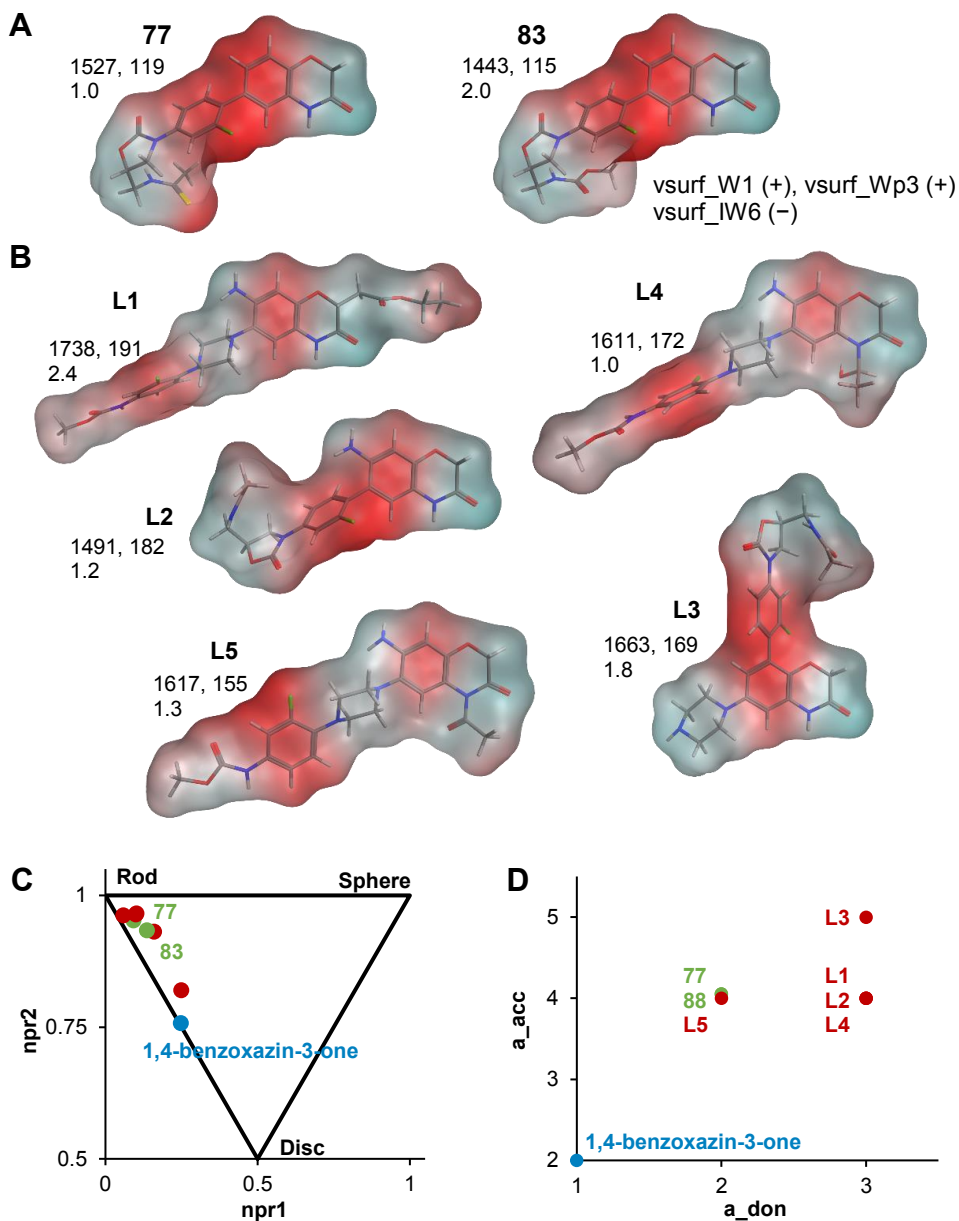 A
77
1527, 119
1.0
83
1443, 115
2.0
vsurf_W1 (+), vsurf_Wp3 (+)
vsurf_IW6 (−)
B
L1
1738, 191
2.4
L4
1611, 172
1.0
L2
1491, 182
1.2
L3
1663, 169
1.8
L5
1617, 155
1.3
C
Rod
Sphere
1
77
83
0.75
1,4-benzoxazin-3-one
npr2
Disc
0.5
0
0.5
1
npr1
D
5
L3
77
L1
4
88
L2
L5
L4
a_acc
3
1,4-benzoxazin-3-one
2
1
2
3
a_don